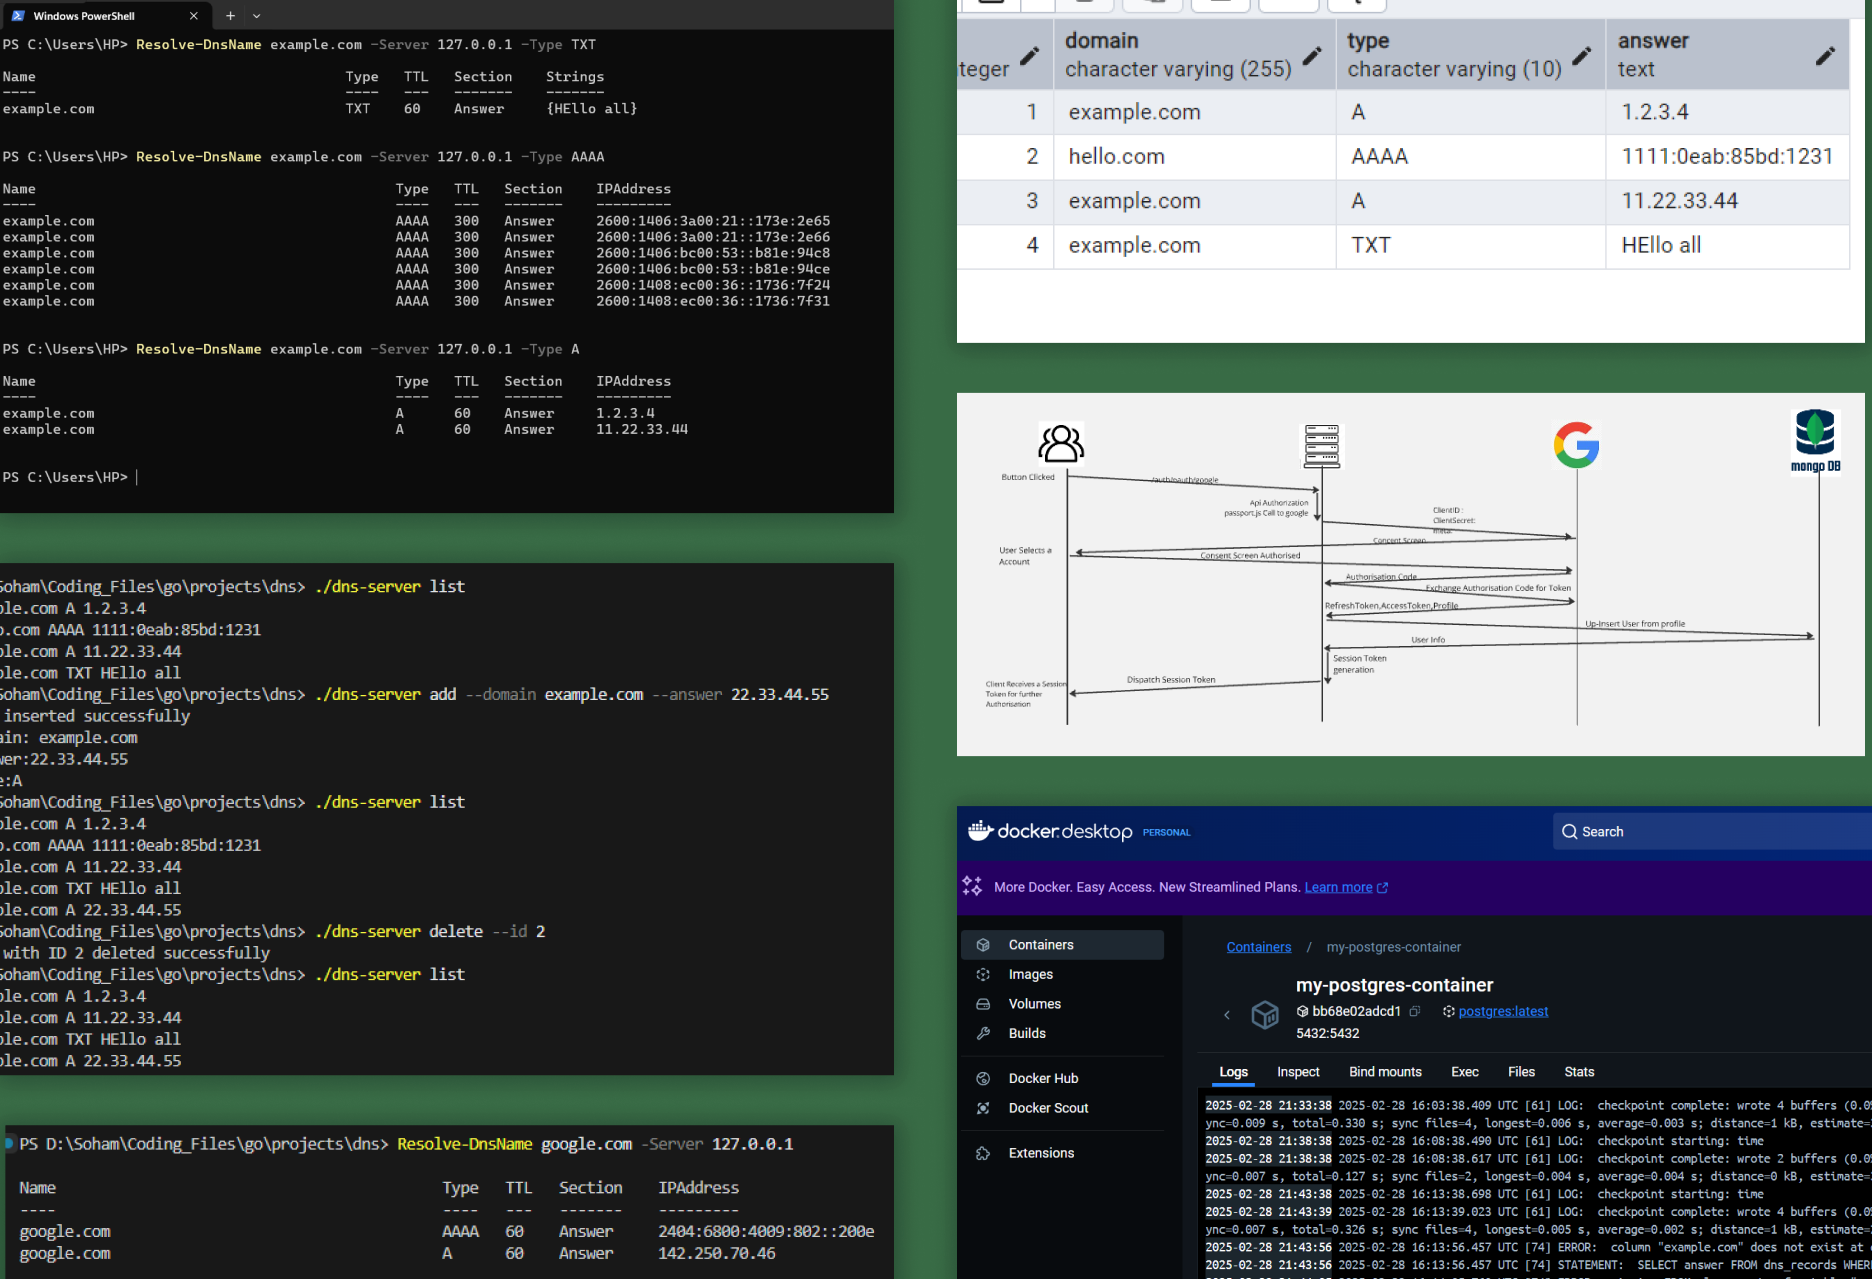 Windows PowerShell
PS C:\Users\HP> Resolve-DnsName example.com -Server 127.0.0.1 -Type TXT
Name Type TTL Section Strings
---- ---- --- ------- -------
example.com TXT 60 Answer {HEllo all}
PS C:\Users\HP> Resolve-DnsName example.com -Server 127.0.0.1 -Type AAAA
Name Type TTL Section IPAddress
---- ---- --- ------- ---------
example.com AAAA 300 Answer 2600:1406:3a00:21::173e:2e65
example.com AAAA 300 Answer 2600:1406:3a00:21::173e:2e66
example.com AAAA 300 Answer 2600:1406:bc00:53::b81e:94c8
example.com AAAA 300 Answer 2600:1406:bc00:53::b81e:94ce
example.com AAAA 300 Answer 2600:1408:ec00:36::1736:7f24
example.com AAAA 300 Answer 2600:1408:ec00:36::1736:7f31
PS C:\Users\HP> Resolve-DnsName example.com -Server 127.0.0.1 -Type A
Name Type TTL Section IPAddress
---- ---- --- ------- ---------
example.com A 60 Answer 1.2.3.4
example.com A 60 Answer 11.22.33.44
PS C:\Users\HP>
Soham\Coding_Files\go\projects\dns> ./dns-server list
ple.com A 1.2.3.4
o.com AAAA 1111:0eab:85bd:1231
ple.com A 11.22.33.44
ple.com TXT HEllo all
Soham\Coding_Files\go\projects\dns> ./dns-server add --domain example.com --answer 22.33.44.55
inserted successfully
ain: example.com
wer:22.33.44.55
e:A
Soham\Coding_Files\go\projects\dns> ./dns-server list
ple.com A 1.2.3.4
o.com AAAA 1111:0eab:85bd:1231
ple.com A 11.22.33.44
ple.com TXT HEllo all
ple.com A 22.33.44.55
Soham\Coding_Files\go\projects\dns> ./dns-server delete --id 2
with ID 2 deleted successfully
Soham\Coding_Files\go\projects\dns> ./dns-server list
ple.com A 1.2.3.4
ple.com A 11.22.33.44
ple.com TXT HEllo all
ple.com A 22.33.44.55
PS D:\Soham\Coding_Files\go\projects\dns> Resolve-DnsName google.com -Server 127.0.0.1
Name Type TTL Section IPAddress
---- ---- --- ------- ---------
google.com AAAA 60 Answer 2404:6800:4009:802::200e
google.com A 60 Answer 142.250.70.46
domain type answer
teger character varying (255) character varying (10) text
1 example.com A 1.2.3.4
2 hello.com AAAA 1111:0eab:85bd:1231
3 example.com A 11.22.33.44
4 example.com TXT HEllo all
mongo DB
Button Clicked
/auth/oauth/google
Api Authorization
passport.js Call to google
ClientID :
ClientSecret:
Concent Screen
User Selects a
Account
Consent Screen Authorised
Authorisation Code
Exchange Authorisation Code for Token
RefreshToken,AccessToken,Profile
Up-Insert User from profile
User Info
Session Token
generation
Dispatch Session Token
Client Receives a Session
Token for further
Authorisation
docker.desktop PERSONAL
Search
More Docker. Easy Access. New Streamlined Plans. Learn more
Containers
Images
Volumes
Builds
Docker Hub
Docker Scout
Extensions
Containers / my-postgres-container
my-postgres-container
bb68e02adcd1 postgres:latest
5432:5432
Logs Inspect Bind mounts Exec Files Stats
2025-02-28 21:33:38 2025-02-28 16:03:38.409 UTC [61] LOG: checkpoint complete: wrote 4 buffers (0.0
ync=0.009 s, total=0.330 s; sync files=4, longest=0.006 s, average=0.003 s; distance=1 kB, estimate=
2025-02-28 21:38:38 2025-02-28 16:08:38.490 UTC [61] LOG: checkpoint starting: time
2025-02-28 21:38:38 2025-02-28 16:08:38.617 UTC [61] LOG: checkpoint complete: wrote 2 buffers (0.0
ync=0.007 s, total=0.127 s; sync files=2, longest=0.004 s, average=0.004 s; distance=0 kB, estimate=
2025-02-28 21:43:38 2025-02-28 16:13:38.698 UTC [61] LOG: checkpoint starting: time
2025-02-28 21:43:39 2025-02-28 16:13:39.023 UTC [61] LOG: checkpoint complete: wrote 4 buffers (0.0
ync=0.007 s, total=0.326 s; sync files=4, longest=0.005 s, average=0.002 s; distance=1 kB, estimate=
2025-02-28 21:43:56 2025-02-28 16:13:56.457 UTC [74] ERROR: column "example.com" does not exist at
2025-02-28 21:43:56 2025-02-28 16:13:56.457 UTC [74] STATEMENT: SELECT answer FROM dns_records WHER